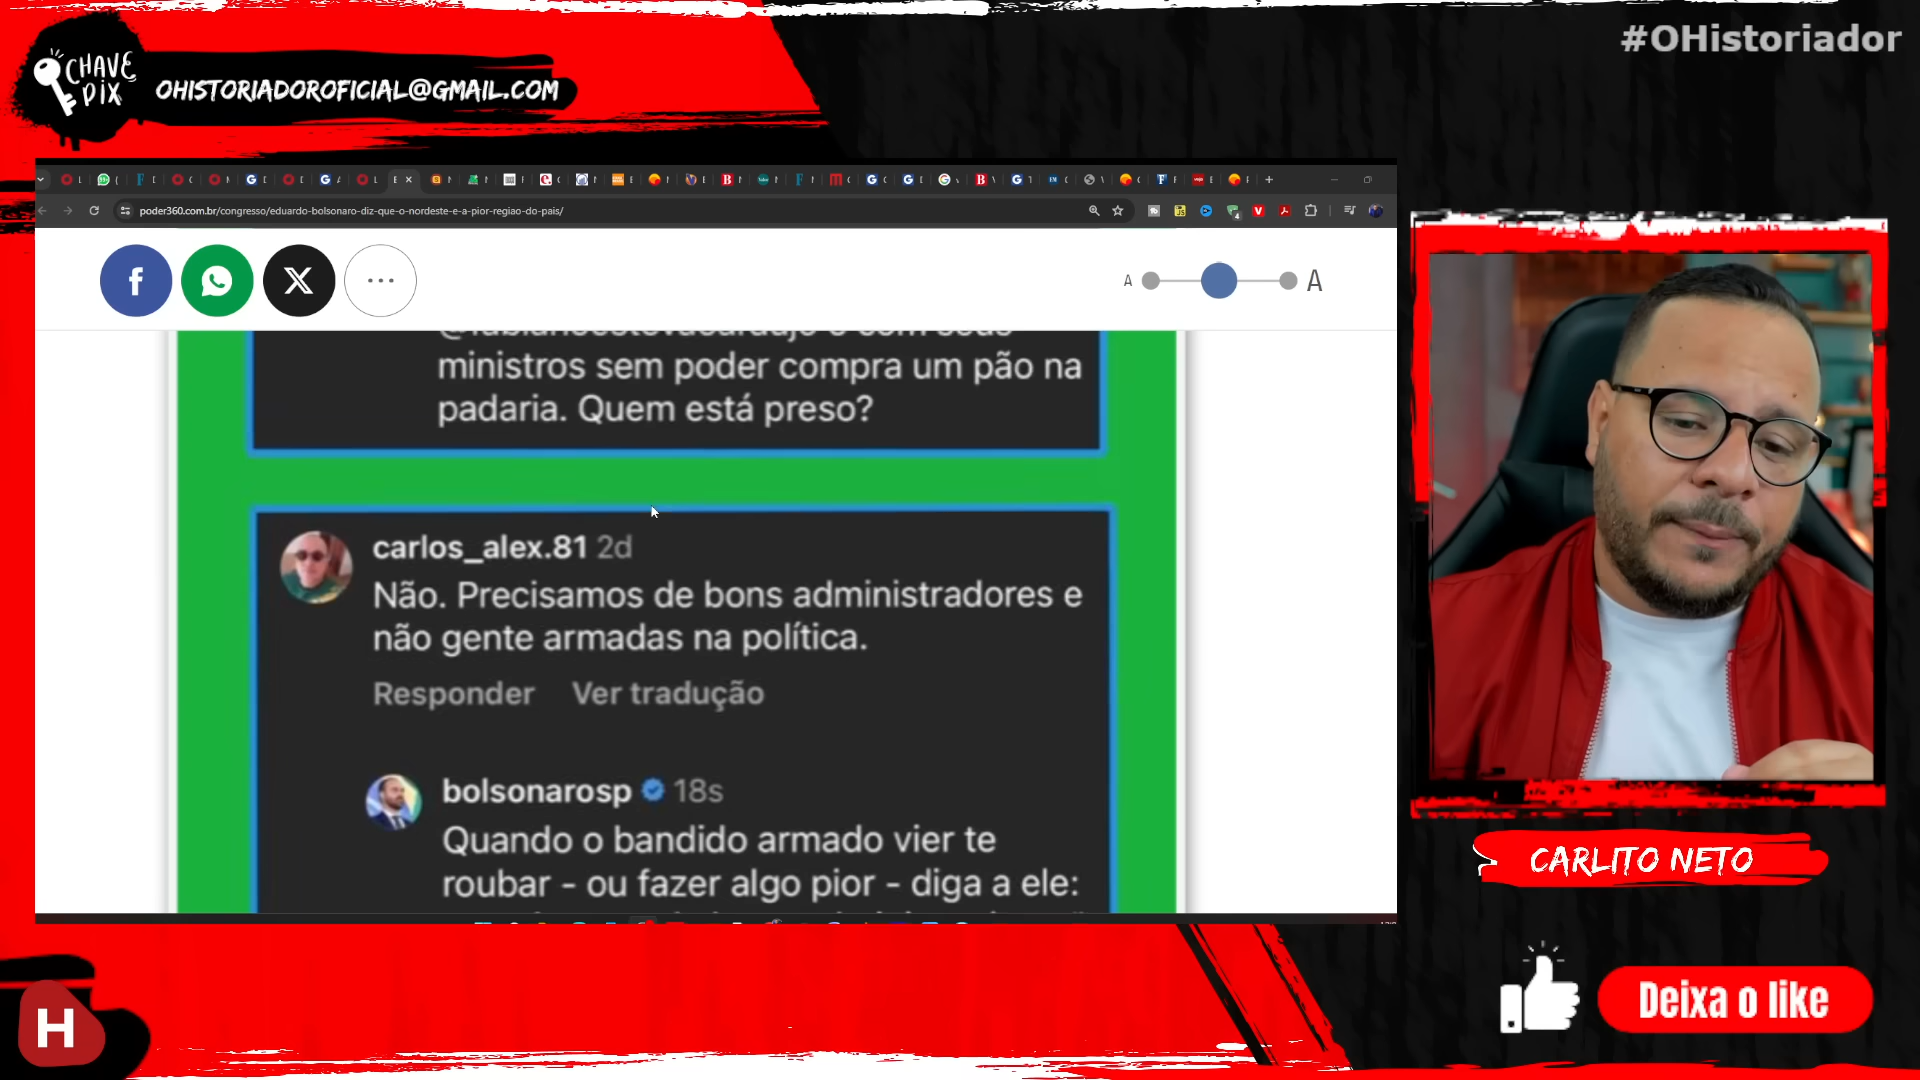 CHAVE
PIX
OHISTORIADOROFICIAL@GMAIL.COM
#OHistoriador
poder360.com.br/congresso/eduardo-bolsonaro-diz-que-o-nordeste-e-a-pior-regiao-do-pais/
A A
ministros sem poder compra um pão na
padaria. Quem está preso?
carlos_alex.81 2d
Não. Precisamos de bons administradores e
não gente armadas na política.
Responder Ver tradução
bolsonarosp 18s
Quando o bandido armado vier te
roubar - ou fazer algo pior - diga a ele:
CARLITO NETO
H
Deixa o like